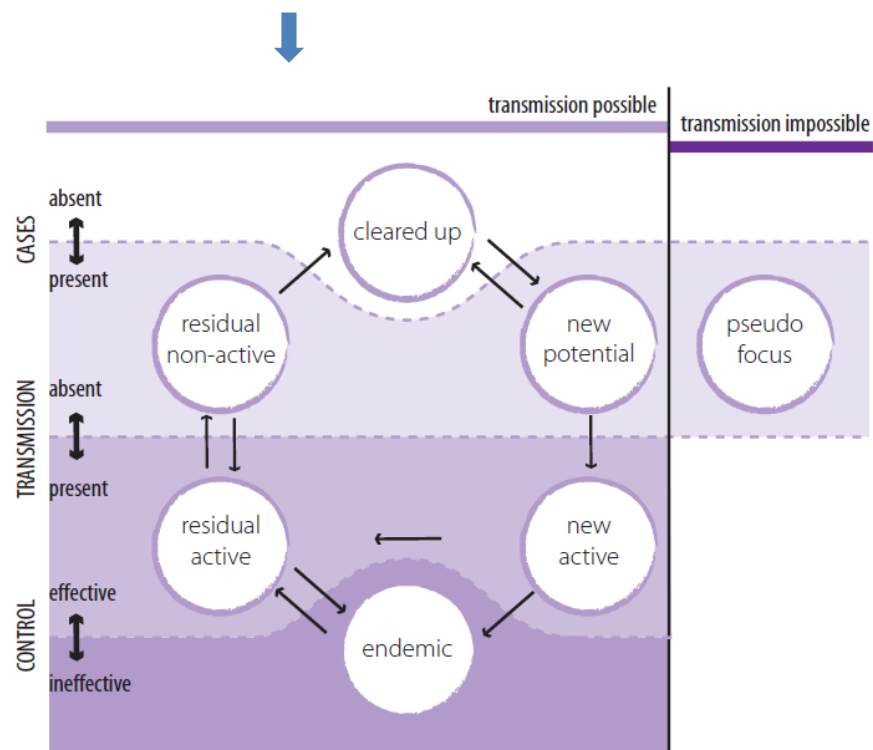 transmission possible
transmission impossible
CASES
absent
present
cleared up
residual
non-active
new
potential
pseudo
focus
TRANSMISSION
absent
present
residual
active
new
active
CONTROL
effective
ineffective
endemic